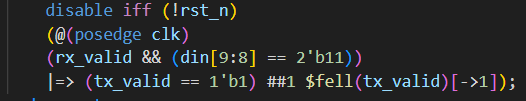 disable iff (!rst_n)
(@(posedge clk)
(rx_valid && (din[9:8] == 2'b11))
|=> (tx_valid == 1'b1) ##1 $fell(tx_valid)[->1]);